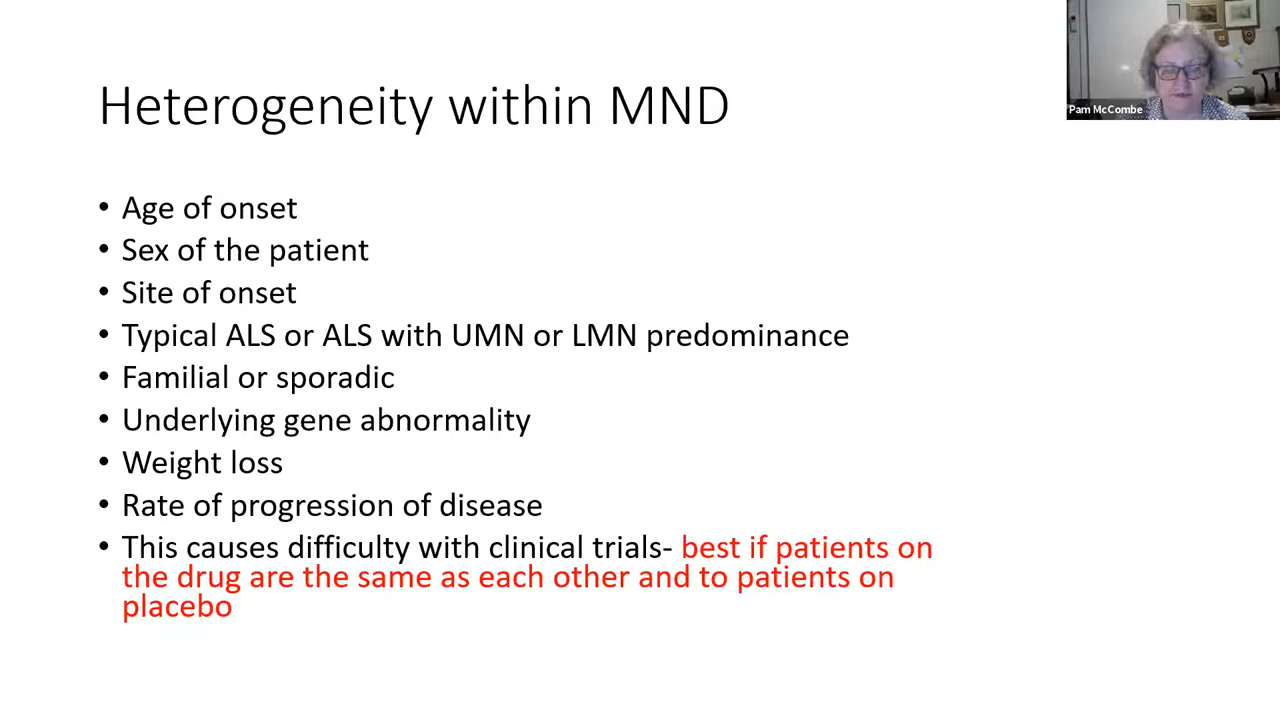 Heterogeneity within MND
Pam McCombe
• Age of onset
• Sex of the patient
• Site of onset
• Typical ALS or ALS with UMN or LMN predominance
• Familial or sporadic
• Underlying gene abnormality
• Weight loss
• Rate of progression of disease
• This causes difficulty with clinical trials- best if patients on
the drug are the same as each other and to patients on
placebo